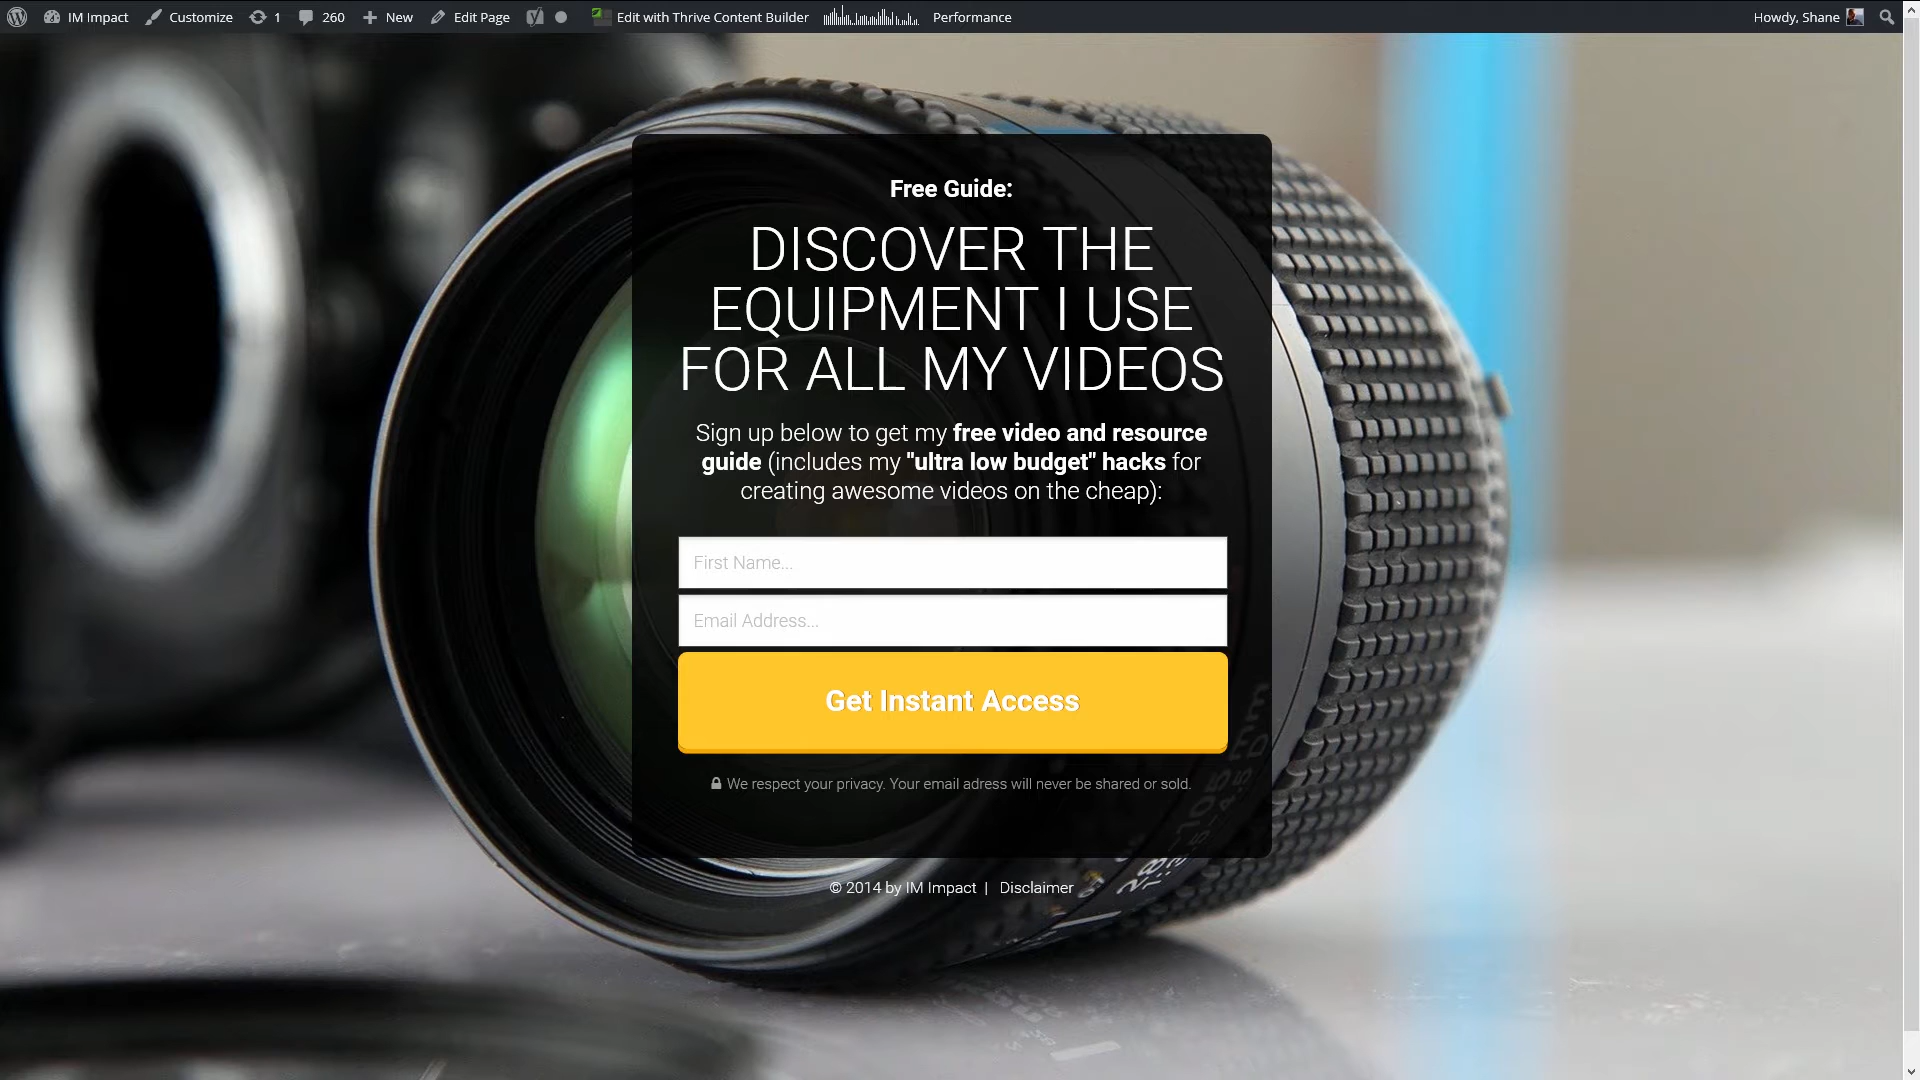 IM Impact Customize 1 260 New Edit Page Edit with Thrive Content Builder Performance Howdy, Shane
Free Guide:
DISCOVER THE
EQUIPMENT I USE
FOR ALL MY VIDEOS
Sign up below to get my free video and resource
guide (includes my "ultra low budget" hacks for
creating awesome videos on the cheap):
First Name...
Email Address...
Get Instant Access
We respect your privacy. Your email adress will never be shared or sold.
© 2014 by IM Impact | Disclaimer